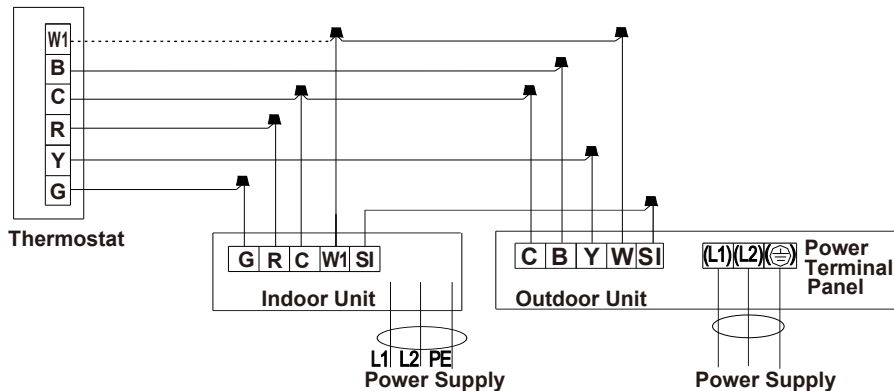 W1
B
C
R
Y
G
Thermostat
G R C W1 SI
Indoor Unit
L1 L2 PE
Power Supply
C B Y W SI
Outdoor Unit
(L1) (L2) (⏚)
Power
Terminal
Panel
Power Supply